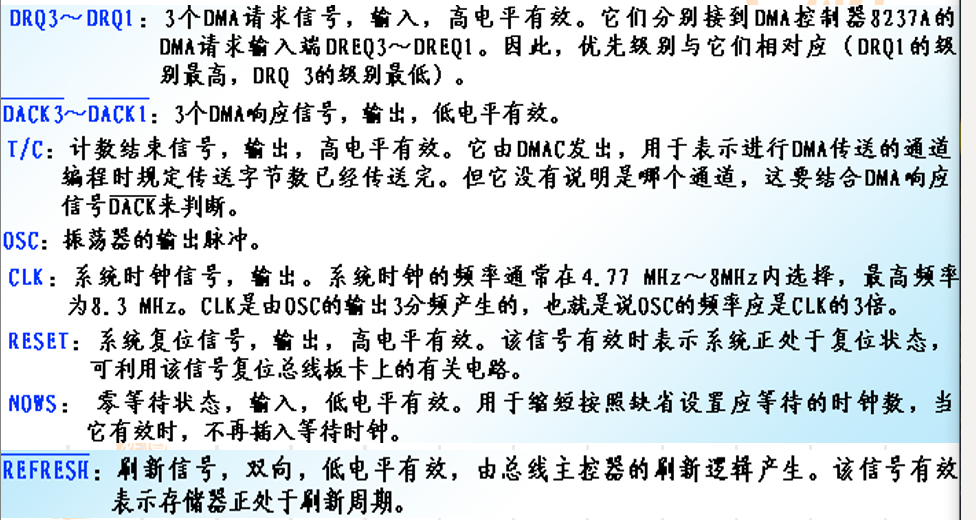 DRQ3～DRQ1：3个DMA请求信号，输入，高电平有效。它们分别接到DMA控制器8237A的
DMA请求输入端DREQ3～DREQ1。因此，优先级别与它们相对应（DRQ1的级
别最高，DRQ 3的级别最低）。
DACK3～DACK1：3个DMA响应信号，输出，低电平有效。
T/C：计数结束信号，输出，高电平有效。它由DMAC发出，用于表示进行DMA传送的通道
编程时规定传送字节数已经传送完。但它没有说明是哪个通道，这要结合DMA响应
信号DACK来判断。
OSC：振荡器的输出脉冲。
CLK：系统时钟信号，输出。系统时钟的频率通常在4.77 MHz～8MHz内选择，最高频率
为8.3 MHz。CLK是由OSC的输出3分频产生的，也就是说OSC的频率应是CLK的3倍。
RESET：系统复位信号，输出，高电平有效。该信号有效时表示系统正处于复位状态，
可利用该信号复位总线板卡上的有关电路。
NOWS：零等待状态，输入，低电平有效。用于缩短按照缺省设置应等待的时钟数，当
它有效时，不再插入等待时钟。
REFRESH：刷新信号，双向，低电平有效，由总线主控器的刷新逻辑产生。该信号有效
表示存储器正处于刷新周期。